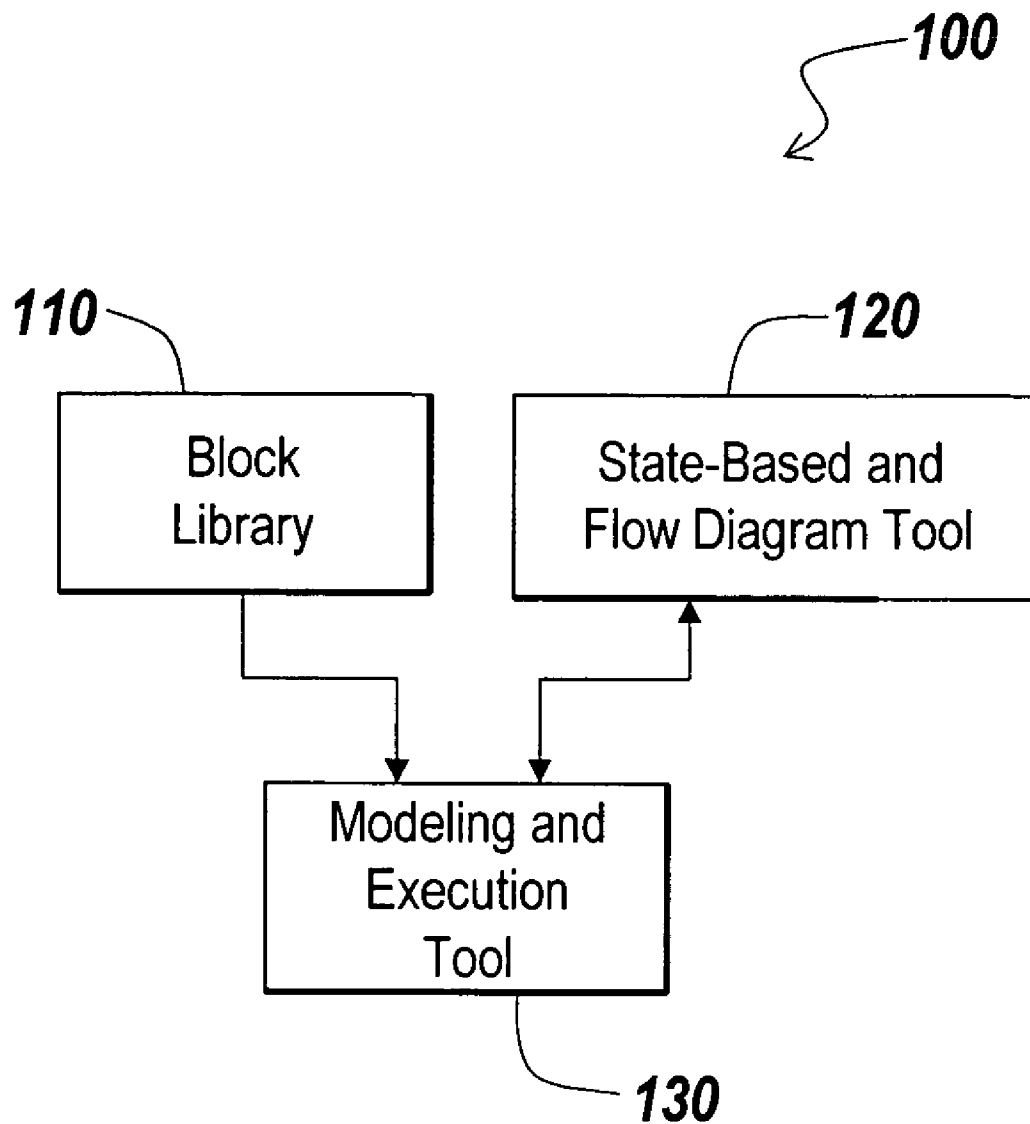 100
110
120
Block
Library
State-Based and
Flow Diagram Tool
Modeling and
Execution
Tool
130